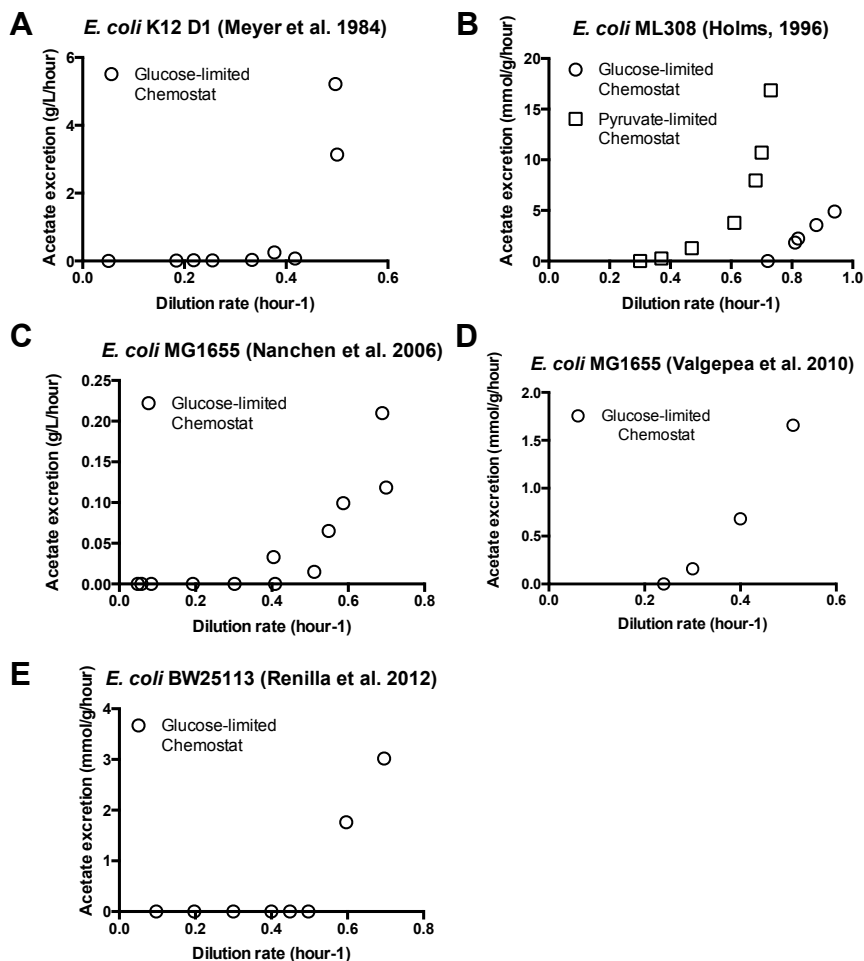 A
E. coli K12 D1 (Meyer et al. 1984)
Acetate excretion (g/L/hour)
6
4
2
0
Glucose-limited
Chemostat
0.0 0.2 0.4 0.6
Dilution rate (hour-1)
B
E. coli ML308 (Holms, 1996)
Acetate excretion (mmol/g/hour)
20
15
10
5
0
Glucose-limited
Chemostat
Pyruvate-limited
Chemostat
0.0 0.2 0.4 0.6 0.8 1.0
Dilution rate (hour-1)
C
E. coli MG1655 (Nanchen et al. 2006)
Acetate excretion (g/L/hour)
0.25
0.20
0.15
0.10
0.05
0.00
Glucose-limited
Chemostat
0.0 0.2 0.4 0.6 0.8
Dilution rate (hour-1)
D
E. coli MG1655 (Valgepea et al. 2010)
Acetate excretion (mmol/g/hour)
2.0
1.5
1.0
0.5
0.0
Glucose-limited
Chemostat
0.0 0.2 0.4 0.6
Dilution rate (hour-1)
E
E. coli BW25113 (Renilla et al. 2012)
Acetate excretion (mmol/g/hour)
4
3
2
1
0
Glucose-limited
Chemostat
0.0 0.2 0.4 0.6 0.8
Dilution rate (hour-1)